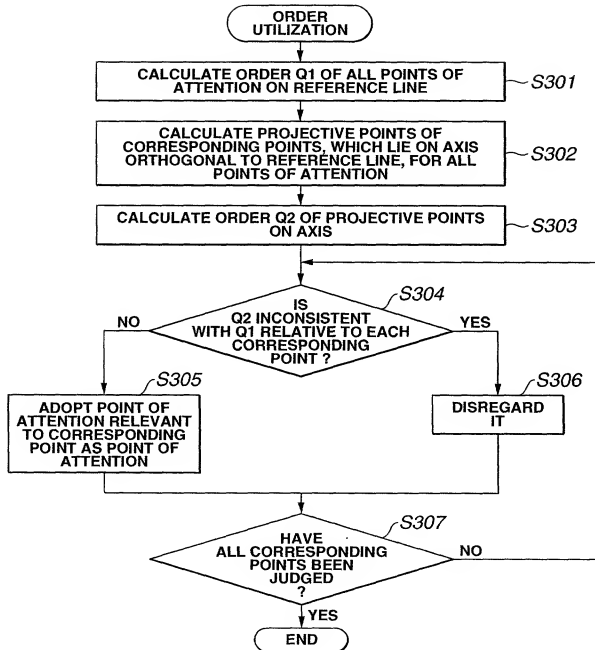 ORDER
UTILIZATION
CALCULATE ORDER Q1 OF ALL POINTS OF
ATTENTION ON REFERENCE LINE
S301
CALCULATE PROJECTIVE POINTS OF
CORRESPONDING POINTS, WHICH LIE ON AXIS
ORTHOGONAL TO REFERENCE LINE, FOR ALL
POINTS OF ATTENTION
S302
CALCULATE ORDER Q2 OF PROJECTIVE POINTS
ON AXIS
S303
IS
Q2 INCONSISTENT
WITH Q1 RELATIVE TO EACH
CORRESPONDING
POINT ?
S304
NO
YES
ADOPT POINT OF
ATTENTION RELEVANT
TO CORRESPONDING
POINT AS POINT OF
ATTENTION
S305
DISREGARD
IT
S306
HAVE
ALL CORRESPONDING
POINTS BEEN
JUDGED
?
S307
NO
YES
END